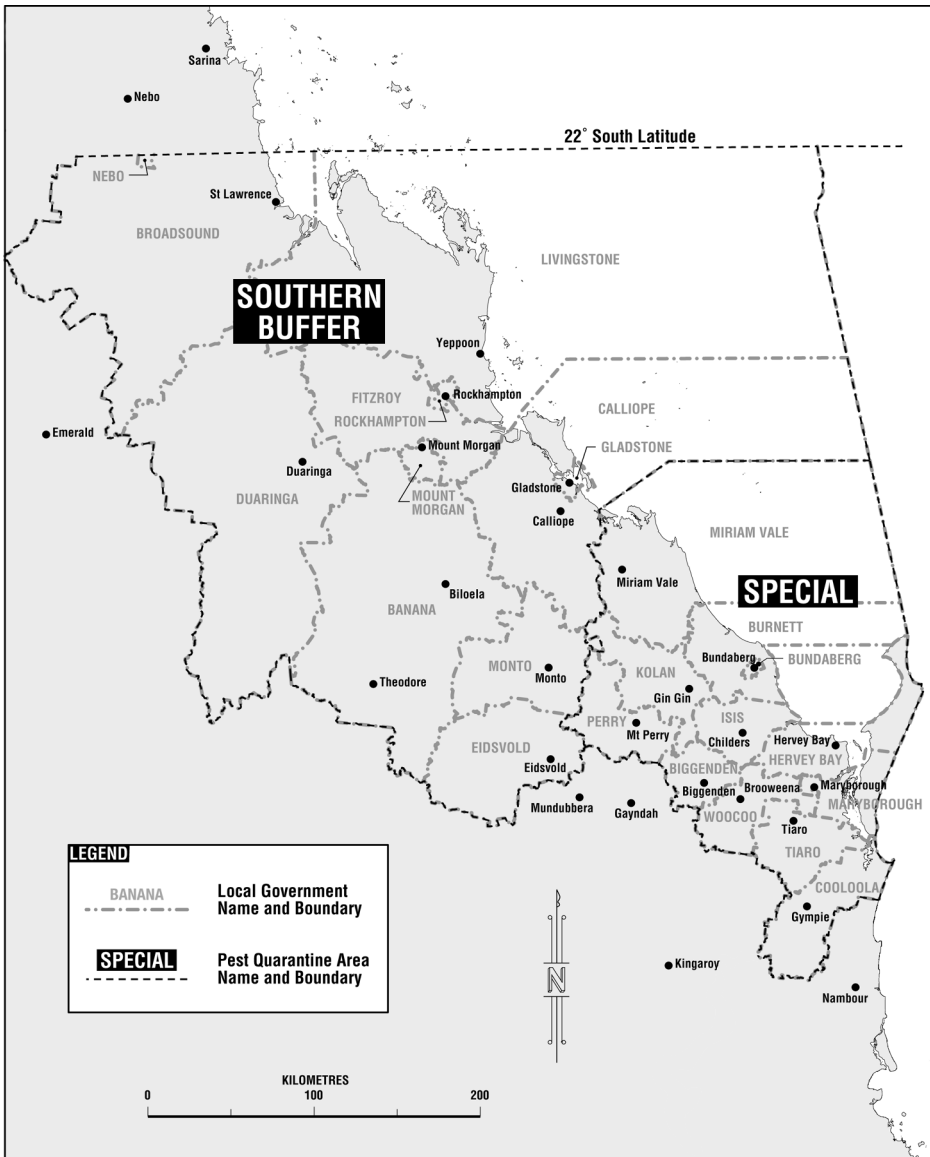 Sarina
Nebo
22° South Latitude
NEBO
St Lawrence
BROADSOUND
LIVINGSTONE
SOUTHERN
BUFFER
Yeppoon
FITZROY
Rockhampton
ROCKHAMPTON
CALLIOPE
Emerald
Mount Morgan
GLADSTONE
Duaringa
Gladstone
DUARINGA
MOUNT
MORGAN
Calliope
MIRIAM VALE
Miriam Vale
Biloela
BANANA
SPECIAL
BURNETT
Bundaberg
BUNDABERG
MONTO
Monto
KOLAN
Theodore
Gin Gin
PERRY
Mt Perry
ISIS
Childers
Hervey Bay
EIDSVOLD
Eidsvold
BIGGENDEN
HERVEY BAY
Biggenden
Brooweena
Maryborough
MARYBOROUGH
Mundubbera
Gayndah
WOOCOO
Tiaro
TIARO
COOLOOLA
Gympie
LEGEND
BANANA
Local Government
Name and Boundary
SPECIAL
Pest Quarantine Area
Name and Boundary
N
Kingaroy
Nambour
KILOMETRES
0 100 200